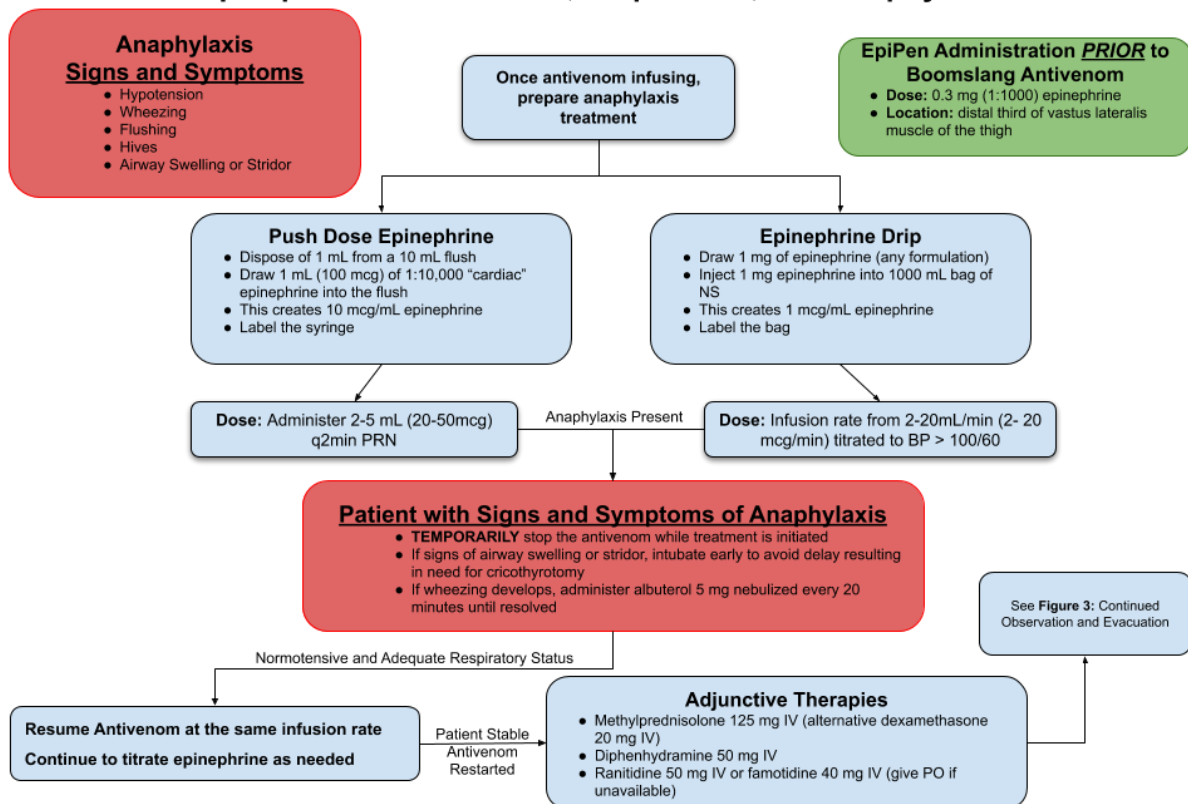 Anaphylaxis
Signs and Symptoms
● Hypotension
● Wheezing
● Flushing
● Hives
● Airway Swelling or Stridor
Once antivenom infusing,
prepare anaphylaxis
treatment
EpiPen Administration PRIOR to
Boomslang Antivenom
● Dose: 0.3 mg (1:1000) epinephrine
● Location: distal third of vastus lateralis
muscle of the thigh
Push Dose Epinephrine
● Dispose of 1 mL from a 10 mL flush
● Draw 1 mL (100 mcg) of 1:10,000 “cardiac”
epinephrine into the flush
● This creates 10 mcg/mL epinephrine
● Label the syringe
Epinephrine Drip
● Draw 1 mg of epinephrine (any formulation)
● Inject 1 mg epinephrine into 1000 mL bag of
NS
● This creates 1 mcg/mL epinephrine
● Label the bag
Dose: Administer 2-5 mL (20-50mcg)
q2min PRN
Anaphylaxis Present
Dose: Infusion rate from 2-20mL/min (2- 20
mcg/min) titrated to BP > 100/60
Patient with Signs and Symptoms of Anaphylaxis
● TEMPORARILY stop the antivenom while treatment is initiated
● If signs of airway swelling or stridor, intubate early to avoid delay resulting
in need for cricothyrotomy
● If wheezing develops, administer albuterol 5 mg nebulized every 20
minutes until resolved
See Figure 3: Continued
Observation and Evacuation
Normotensive and Adequate Respiratory Status
Resume Antivenom at the same infusion rate
Continue to titrate epinephrine as needed
Patient Stable
Antivenom
Restarted
Adjunctive Therapies
● Methylprednisolone 125 mg IV (alternative dexamethasone
20 mg IV)
● Diphenhydramine 50 mg IV
● Ranitidine 50 mg IV or famotidine 40 mg IV (give PO if
unavailable)